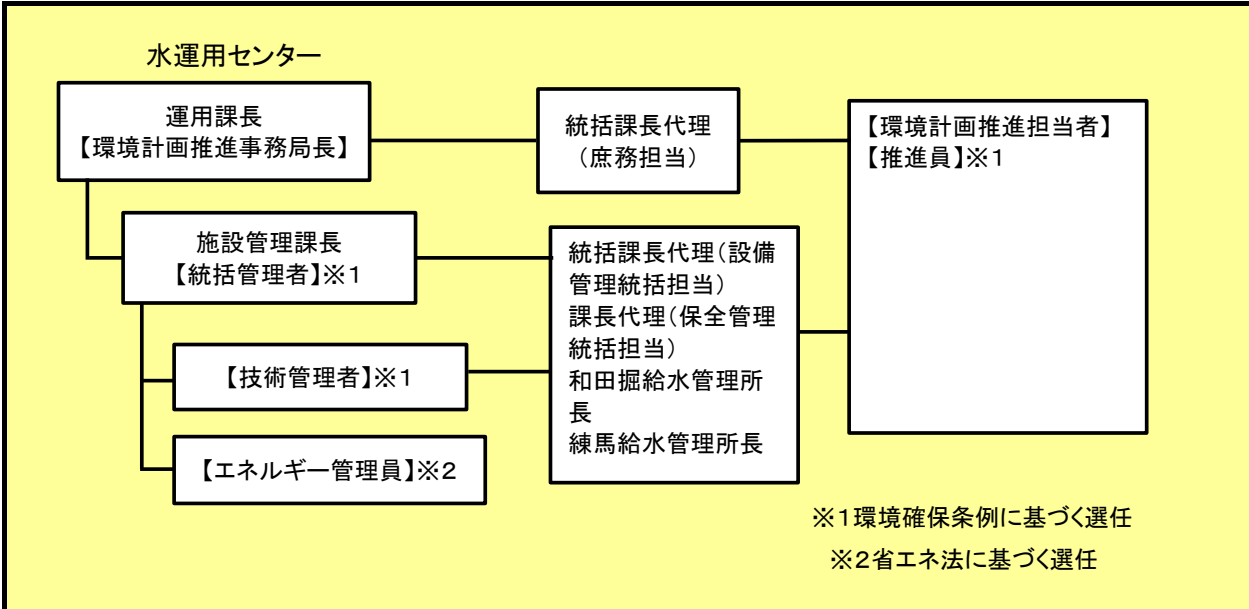 水運用センター
運用課長
【環境計画推進事務局長】
統括課長代理
（庶務担当）
【環境計画推進担当者】
【推進員】※１
施設管理課長
【統括管理者】※１
統括課長代理（設備
管理統括担当）
課長代理（保全管理
統括担当）
和田掘給水管理所
長
練馬給水管理所長
【技術管理者】※１
【エネルギー管理員】※２
※１環境確保条例に基づく選任
※２省エネ法に基づく選任